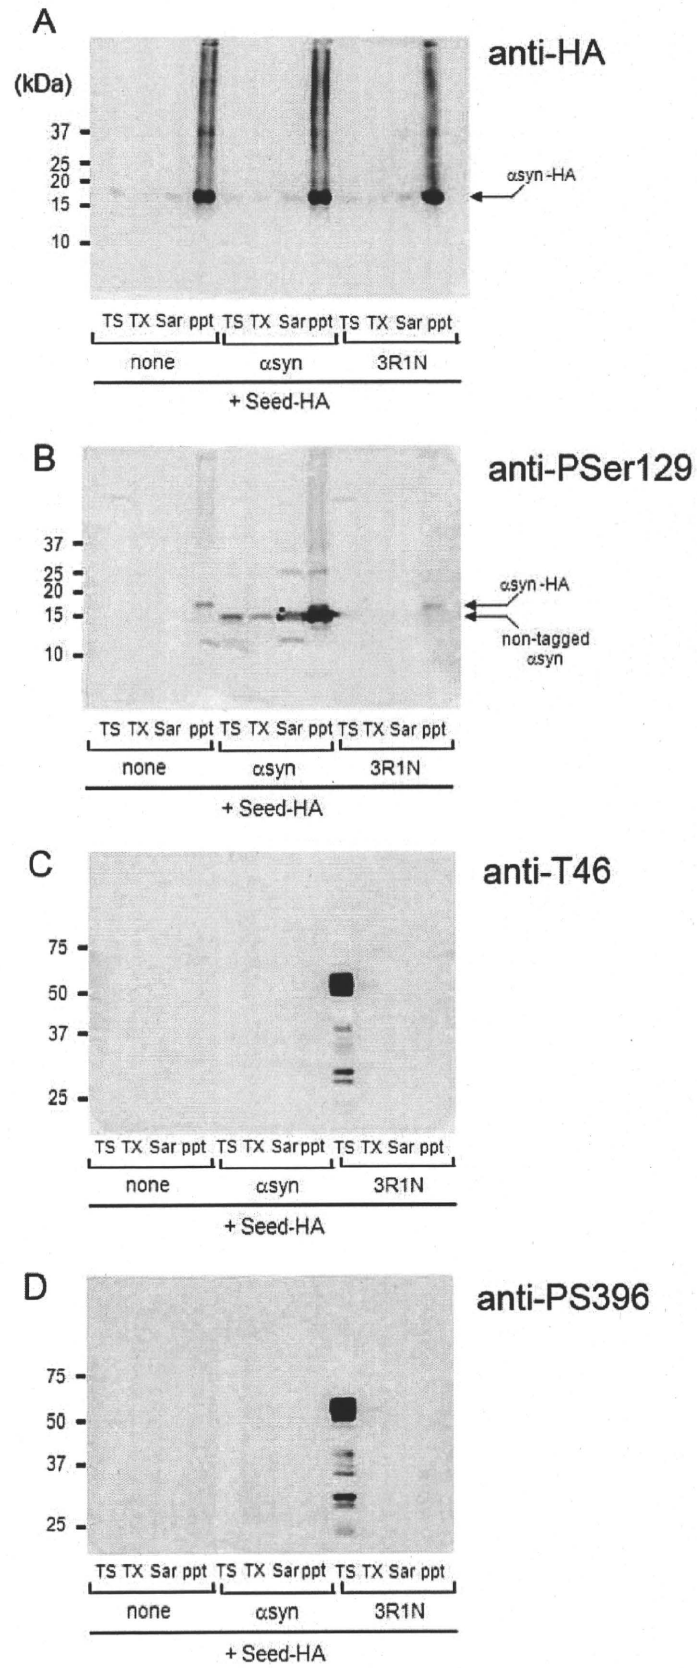 A
anti-HA
(kDa)
37
25
20
15
10
αsyn-HA
TS TX Sar ppt TS TX Sar ppt TS TX Sar ppt
none αsyn 3R1N
+ Seed-HA
B
anti-PSer129
37
25
20
15
10
αsyn-HA
non-tagged
αsyn
TS TX Sar ppt TS TX Sar ppt TS TX Sar ppt
none αsyn 3R1N
+ Seed-HA
C
anti-T46
75
50
37
25
TS TX Sar ppt TS TX Sar ppt TS TX Sar ppt
none αsyn 3R1N
+ Seed-HA
D
anti-PS396
75
50
37
25
TS TX Sar ppt TS TX Sar ppt TS TX Sar ppt
none αsyn 3R1N
+ Seed-HA